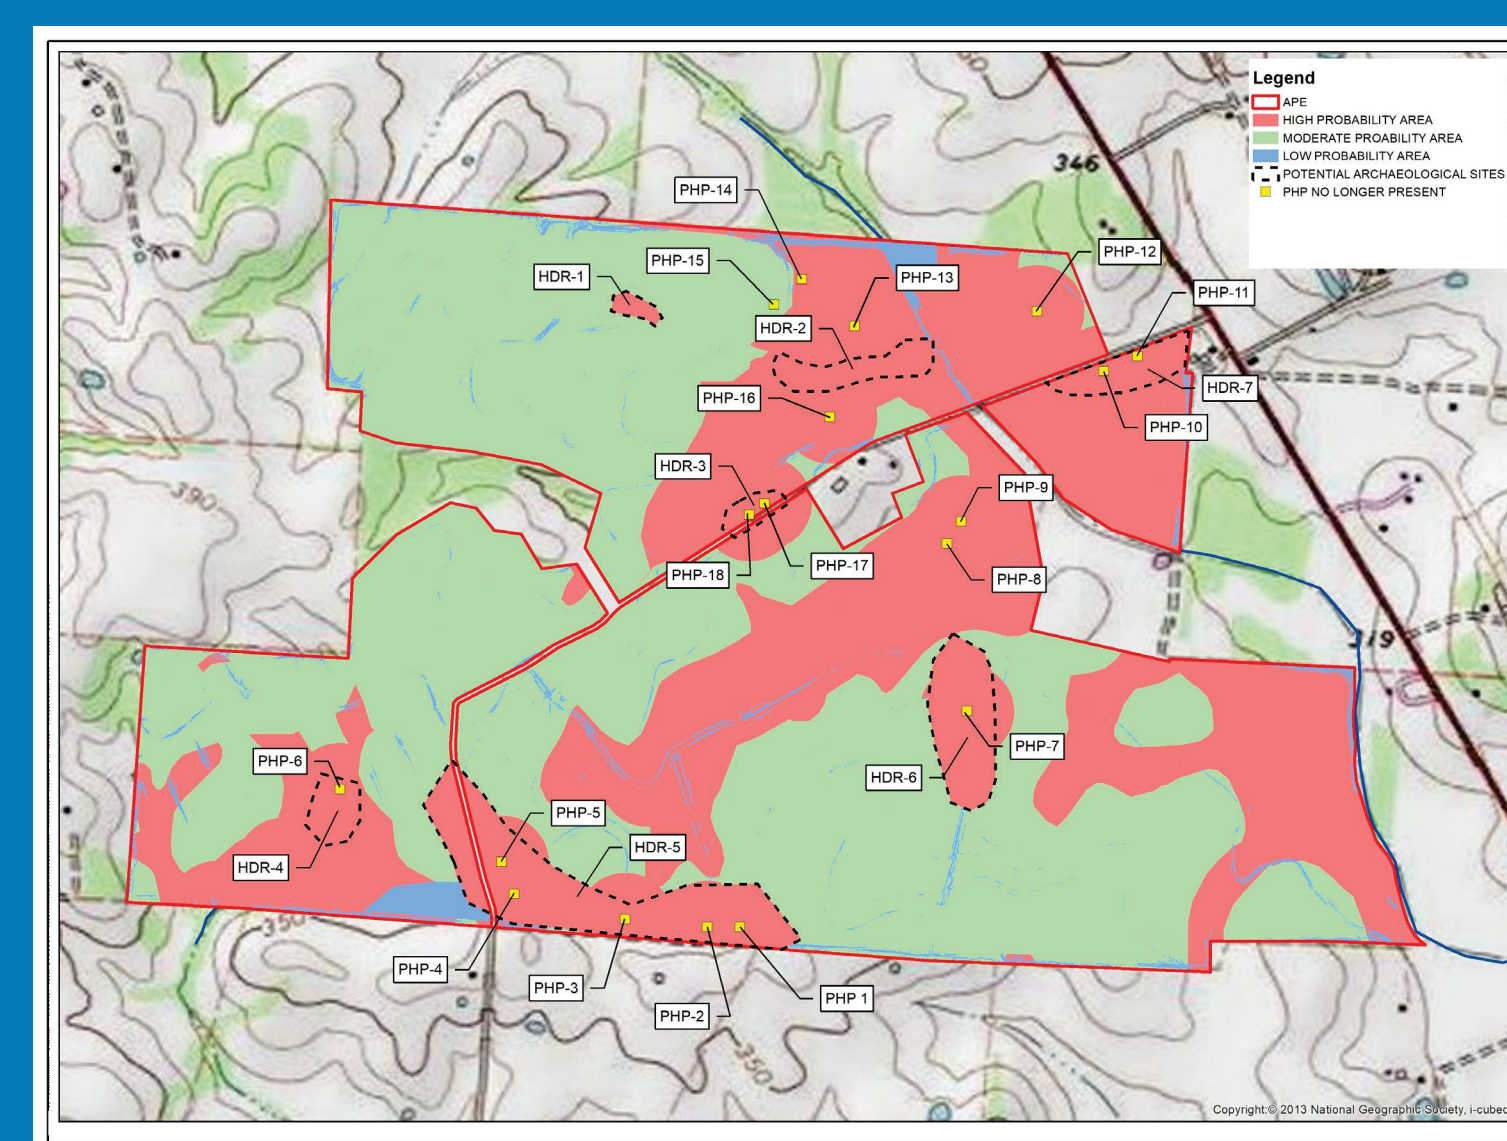 Legend
APE
HIGH PROBABILITY AREA
MODERATE PROABILITY AREA
LOW PROBABILITY AREA
POTENTIAL ARCHAEOLOGICAL SITES
PHP NO LONGER PRESENT
346
PHP-14
PHP-15
HDR-1
PHP-13
PHP-12
PHP-11
HDR-2
HDR-7
PHP-16
PHP-10
HDR-3
PHP-9
390
PHP-18
PHP-17
PHP-8
319
PHP-6
PHP-7
HDR-6
PHP-5
HDR-5
HDR-4
350
PHP-4
PHP-3
PHP 1
PHP-2
350
Copyright:© 2013 National Geographic Society, i-cubed